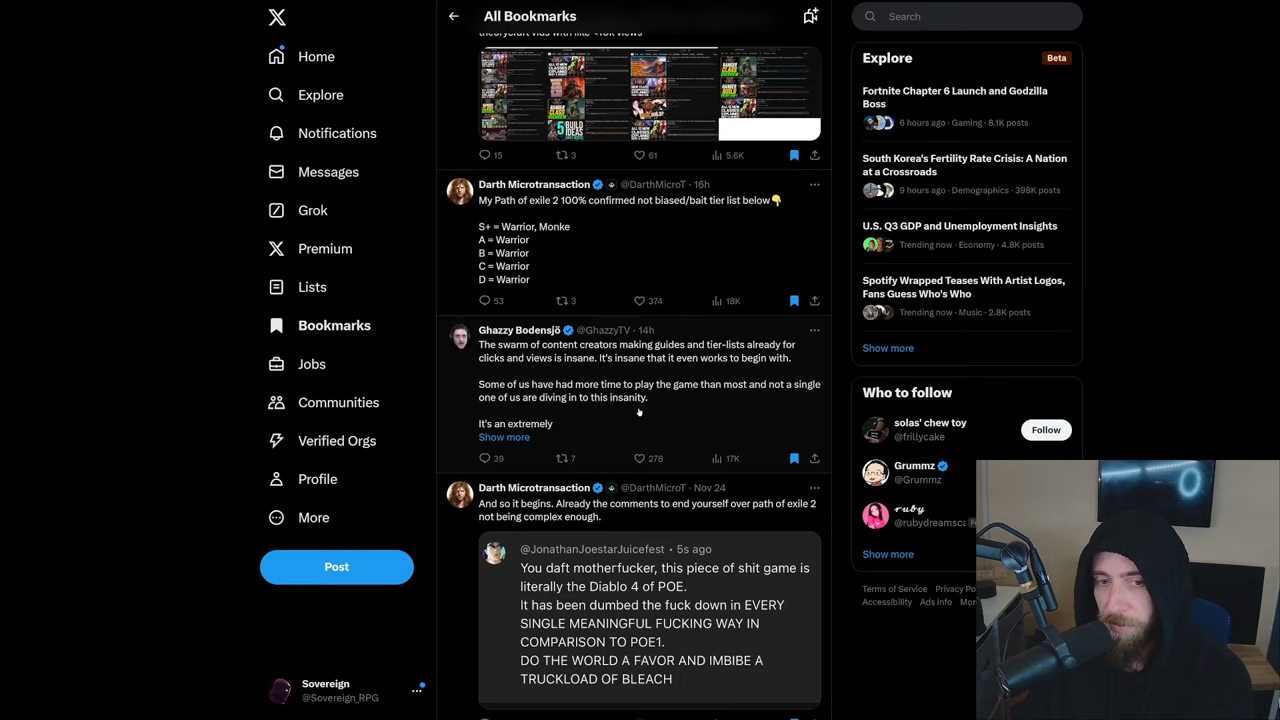 All Bookmarks
Search
Home
Explore
Notifications
Messages
Grok
Premium
Lists
Bookmarks
Jobs
Communities
Verified Orgs
Profile
More
Post
Sovereign
@Sovereign_RPG
theorycraft vids with like <10k views
15 3 61 5.6K
Darth Microtransaction @DarthMicroT · 16h
My Path of exile 2 100% confirmed not biased/bait tier list below👇
S+ = Warrior, Monke
A = Warrior
B = Warrior
C = Warrior
D = Warrior
53 3 374 18K
Ghazzy Bodensjö @GhazzyTV · 14h
The swarm of content creators making guides and tier-lists already for
clicks and views is insane. It's insane that it even works to begin with.
Some of us have had more time to play the game than most and not a single
one of us are diving in to this insanity.
It's an extremely
Show more
39 7 278 17K
Darth Microtransaction @DarthMicroT · Nov 24
And so it begins. Already the comments to end yourself over path of exile 2
not being complex enough.
@JonathanJoestarJuicefest · 5s ago
You daft motherfucker, this piece of shit game is
literally the Diablo 4 of POE.
It has been dumbed the fuck down in EVERY
SINGLE MEANINGFUL FUCKING WAY IN
COMPARISON TO POE1.
DO THE WORLD A FAVOR AND IMBIBE A
TRUCKLOAD OF BLEACH
Explore
Beta
Fortnite Chapter 6 Launch and Godzilla
Boss
6 hours ago · Gaming · 8.1K posts
South Korea's Fertility Rate Crisis: A Nation
at a Crossroads
9 hours ago · Demographics · 398K posts
U.S. Q3 GDP and Unemployment Insights
Trending now · Economy · 4.8K posts
Spotify Wrapped Teases With Artist Logos,
Fans Guess Who's Who
Trending now · Music · 2.8K posts
Show more
Who to follow
solas' chew toy
@frillycake
Follow
Grummz
@Grummz
ruby
@rubydreamsca
Show more
Terms of Service Privacy Po
Accessibility Ads info